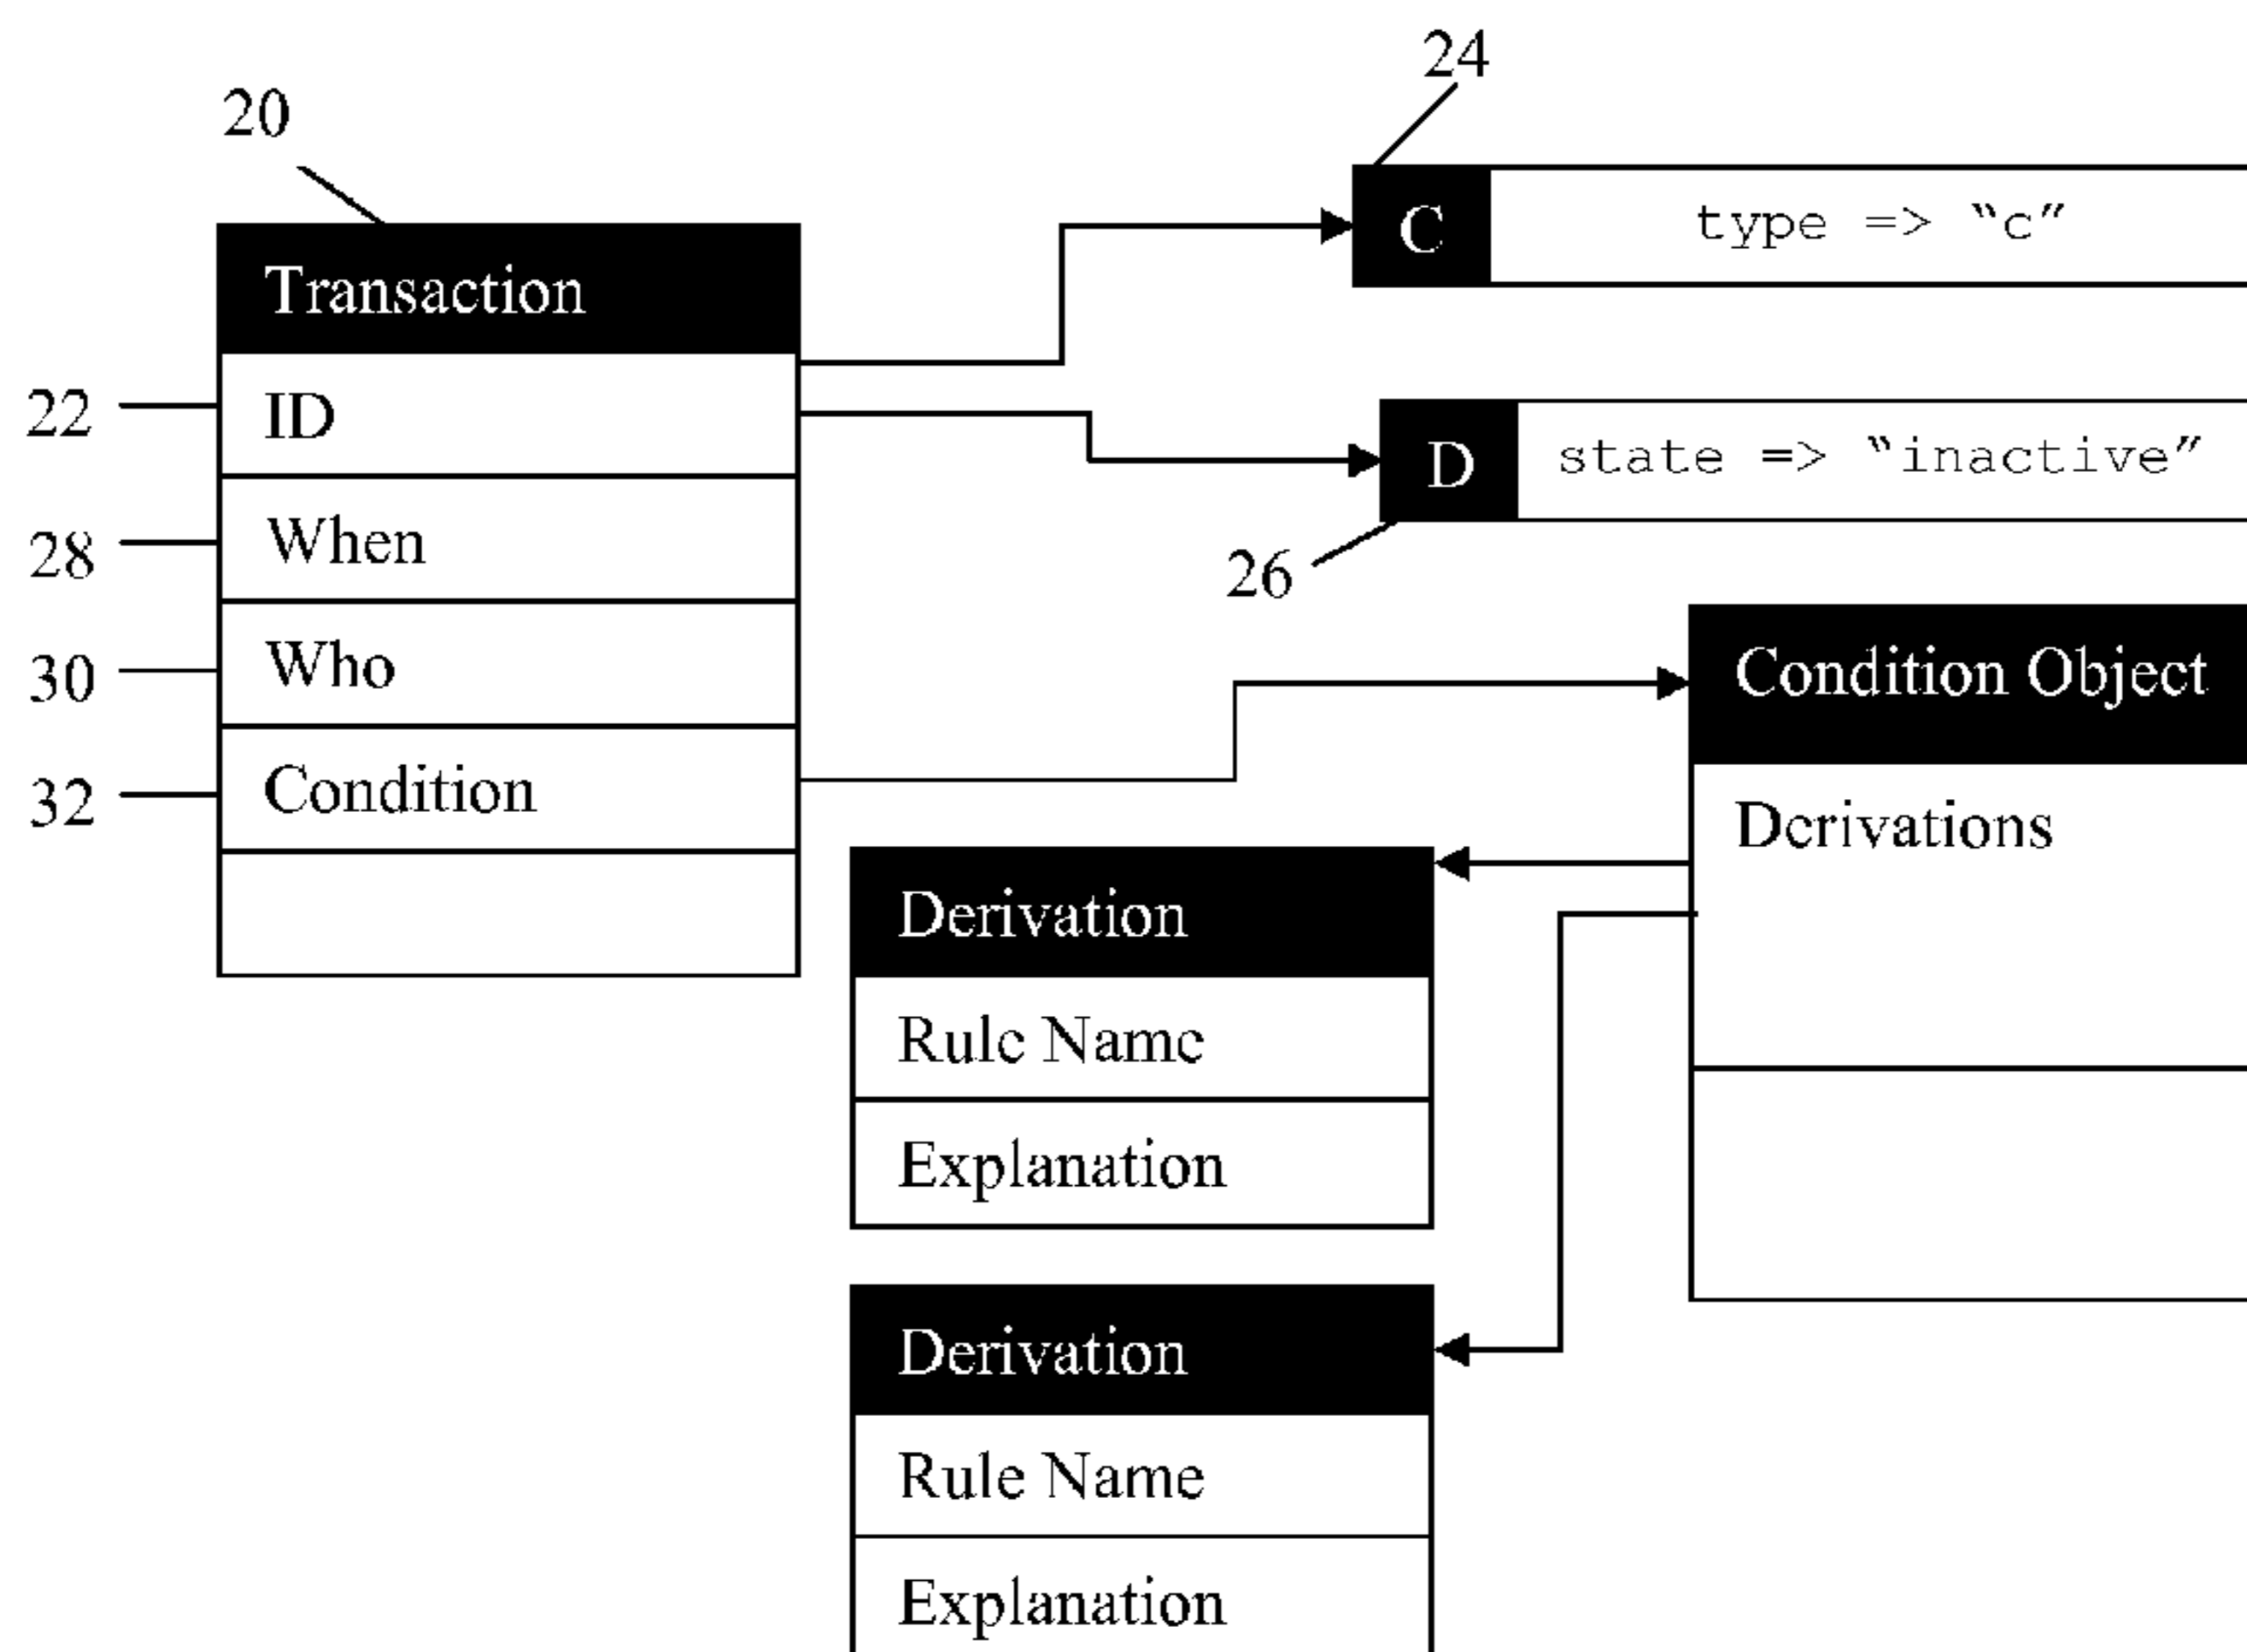 24
20
C type => “c”
Transaction
22 ID
D state => “inactive”
28 When
26
30 Who
Condition Object
32 Condition
Derivations
Derivation
Rule Name
Explanation
Derivation
Rule Name
Explanation